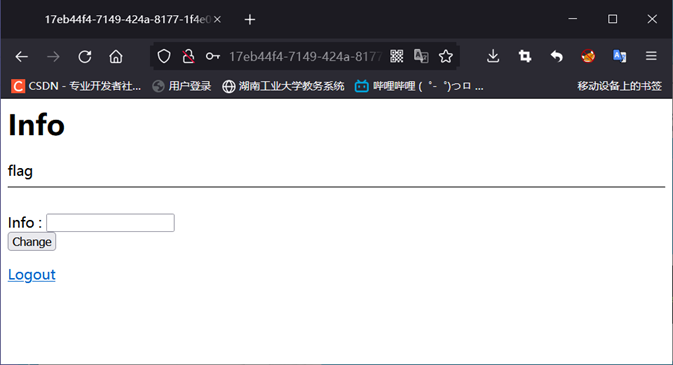 17eb44f4-7149-424a-8177-1f4e0
17eb44f4-7149-424a-8177
CSDN - 专业开发者社... 用户登录 湖南工业大学教务系统 哔哩哔哩 ( ゜- ゜)つロ ... 移动设备上的书签
Info
flag
Info :
Change
Logout